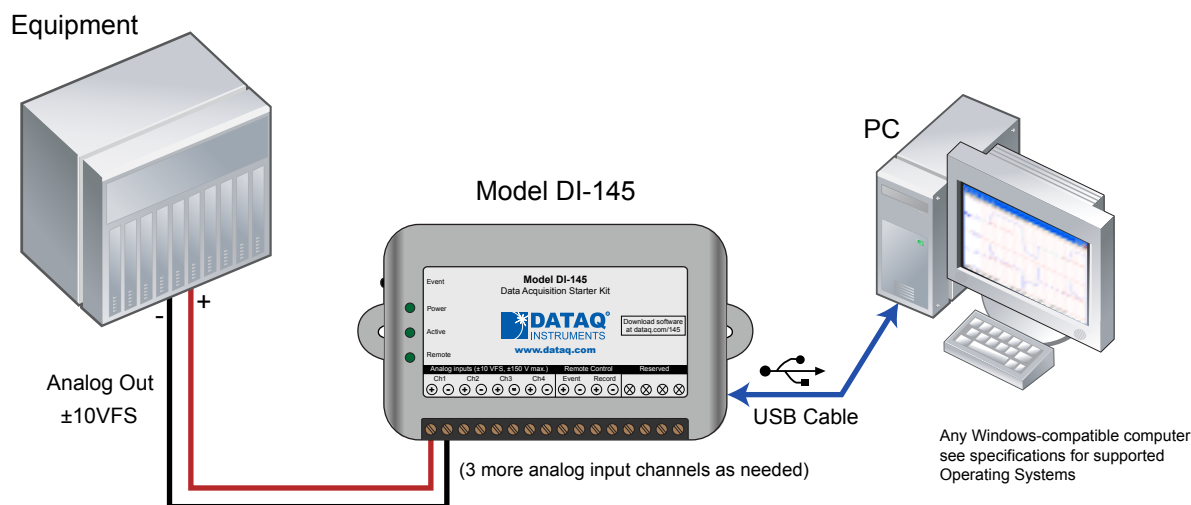 Equipment
PC
Model DI-145
Event
Model DI-145
Data Acquisition Starter Kit
Power
DATAQ®
INSTRUMENTS
Download software
at dataq.com/145
Active
www.dataq.com
Remote
Analog inputs (±10 VFS, ±150 V max.) Remote Control Reserved
Ch1 Ch2 Ch3 Ch4 Event Record
+ - + - + - + - + - + -
- +
Analog Out
±10VFS
USB Cable
(3 more analog input channels as needed)
Any Windows-compatible computer
see specifications for supported
Operating Systems